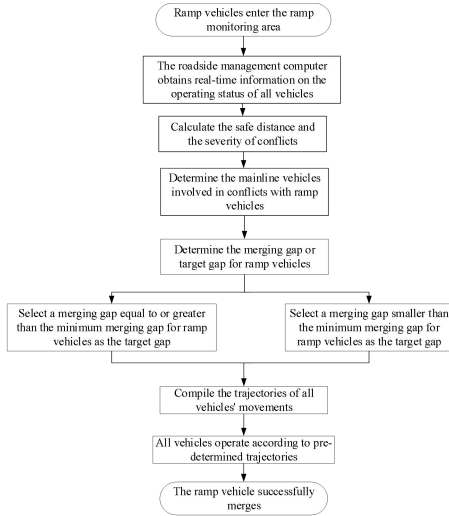 Ramp vehicles enter the ramp
monitoring area
The roadside management computer
obtains real-time information on the
operating status of all vehicles
Calculate the safe distance and
the severity of conflicts
Determine the mainline vehicles
involved in conflicts with ramp
vehicles
Determine the merging gap or
target gap for ramp vehicles
Select a merging gap equal to or greater
than the minimum merging gap for ramp
vehicles as the target gap
Select a merging gap smaller than
the minimum merging gap for
ramp vehicles as the target gap
Compile the trajectories of all
vehicles' movements
All vehicles operate according to pre-
determined trajectories
The ramp vehicle successfully
merges